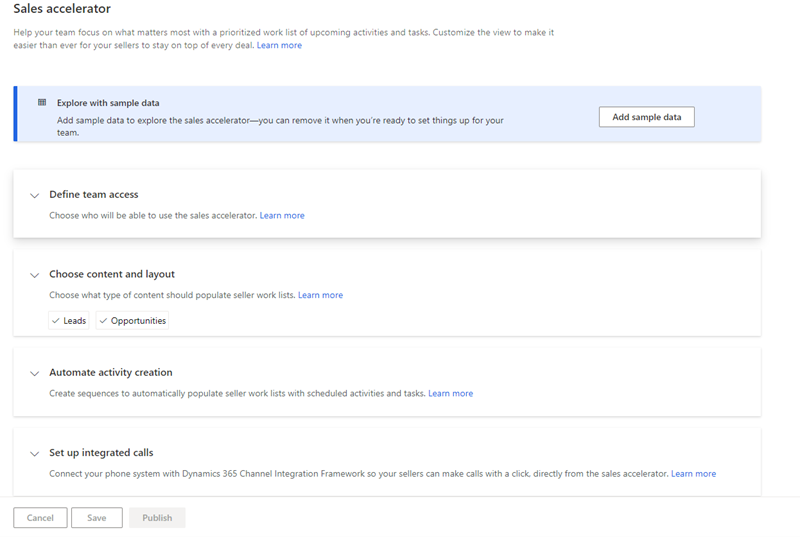 Sales accelerator
Help your team focus on what matters most with a prioritized work list of upcoming activities and tasks. Customize the view to make it
easier than ever for your sellers to stay on top of every deal. Learn more
Explore with sample data
Add sample data to explore the sales accelerator—you can remove it when you're ready to set things up for your
team.
Add sample data
Define team access
Choose who will be able to use the sales accelerator. Learn more
Choose content and layout
Choose what type of content should populate seller work lists. Learn more
Leads Opportunities
Automate activity creation
Create sequences to automatically populate seller work lists with scheduled activities and tasks. Learn more
Set up integrated calls
Connect your phone system with Dynamics 365 Channel Integration Framework so your sellers can make calls with a click, directly from the sales accelerator. Learn more
Cancel Save Publish